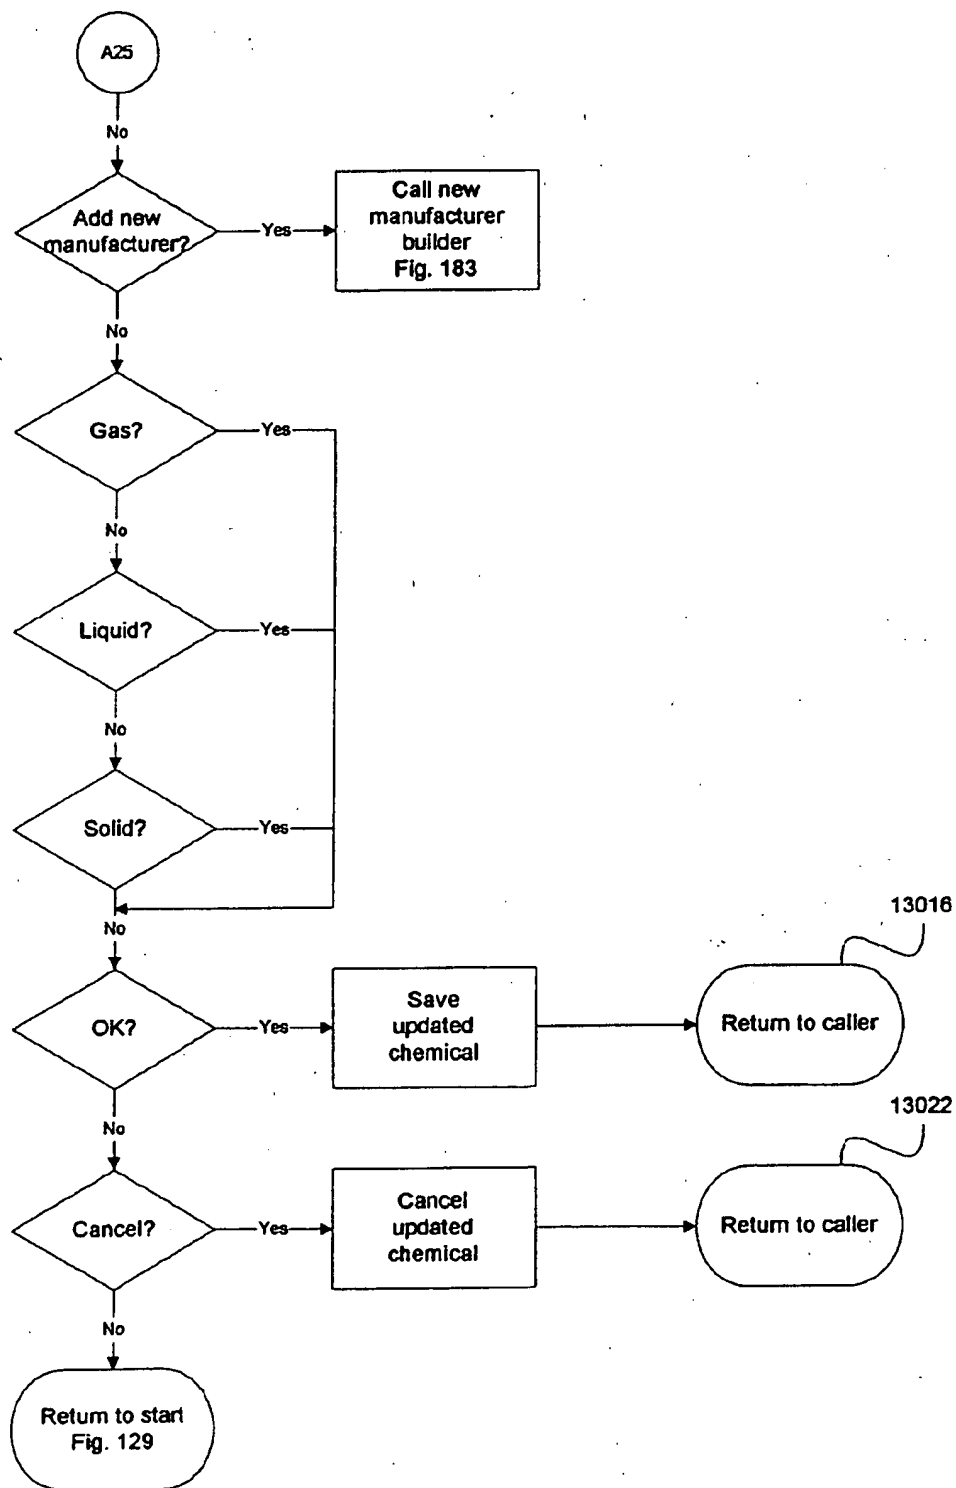 A25
No
Add new
manufacturer?
Yes
Call new
manufacturer
builder
Fig. 183
No
Gas?
Yes
No
Liquid?
Yes
No
Solid?
Yes
No
13016
OK?
Yes
Save
updated
chemical
Return to caller
No
13022
Cancel?
Yes
Cancel
updated
chemical
Return to caller
No
Return to start
Fig. 129